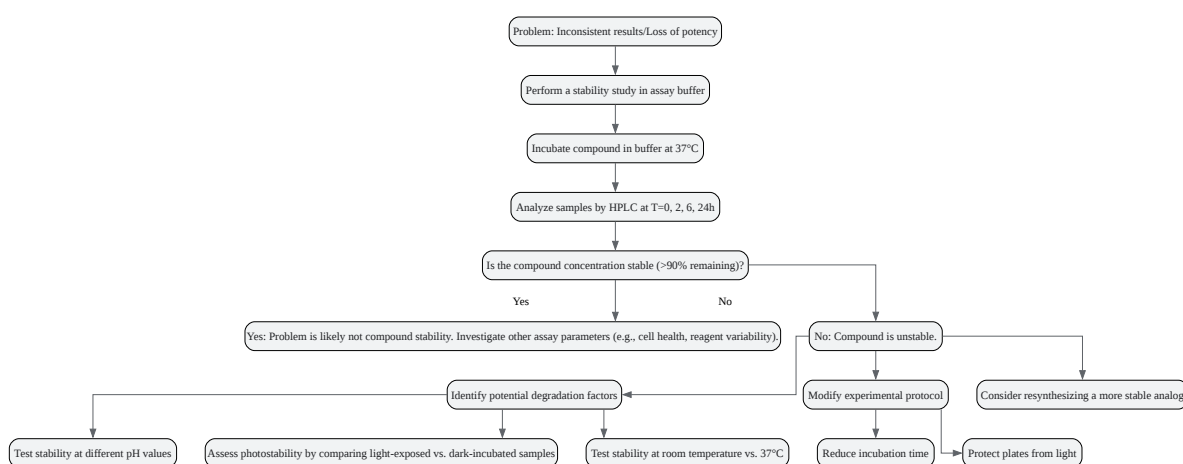 Problem: Inconsistent results/Loss of potency
Perform a stability study in assay buffer
Incubate compound in buffer at 37°C
Analyze samples by HPLC at T=0, 2, 6, 24h
Is the compound concentration stable (>90% remaining)?
Yes
No
Yes: Problem is likely not compound stability. Investigate other assay parameters (e.g., cell health, reagent variability).
No: Compound is unstable.
Identify potential degradation factors
Modify experimental protocol
Consider resynthesizing a more stable analog
Test stability at different pH values
Assess photostability by comparing light-exposed vs. dark-incubated samples
Test stability at room temperature vs. 37°C
Reduce incubation time
Protect plates from light